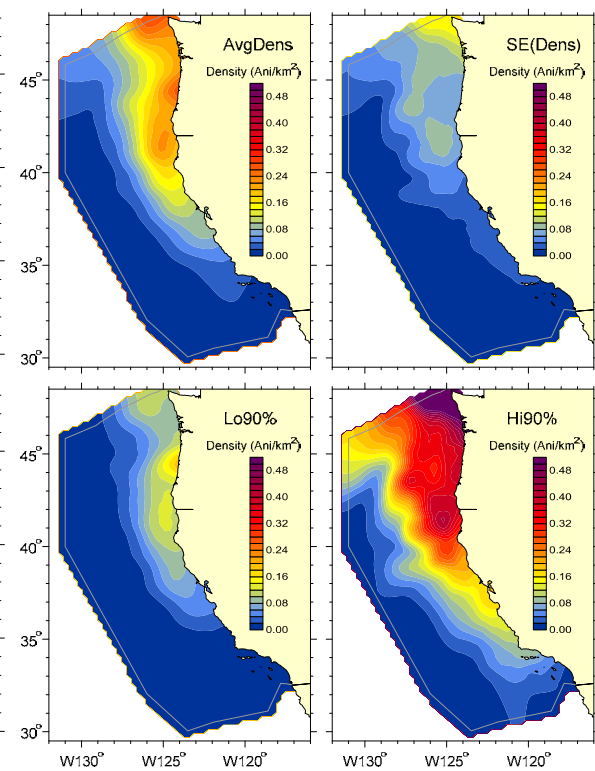 AvgDens
Density (Ani/km²)
0.48
0.40
0.32
0.24
0.16
0.08
0.00
45°
40°
35°
30°
SE(Dens)
Density (Ani/km²)
0.48
0.40
0.32
0.24
0.16
0.08
0.00
Lo90%
Density (Ani/km²)
0.48
0.40
0.32
0.24
0.16
0.08
0.00
45°
40°
35°
30°
W130°
W125°
W120°
Hi90%
Density (Ani/km²)
0.48
0.40
0.32
0.24
0.16
0.08
0.00
W130°
W125°
W120°